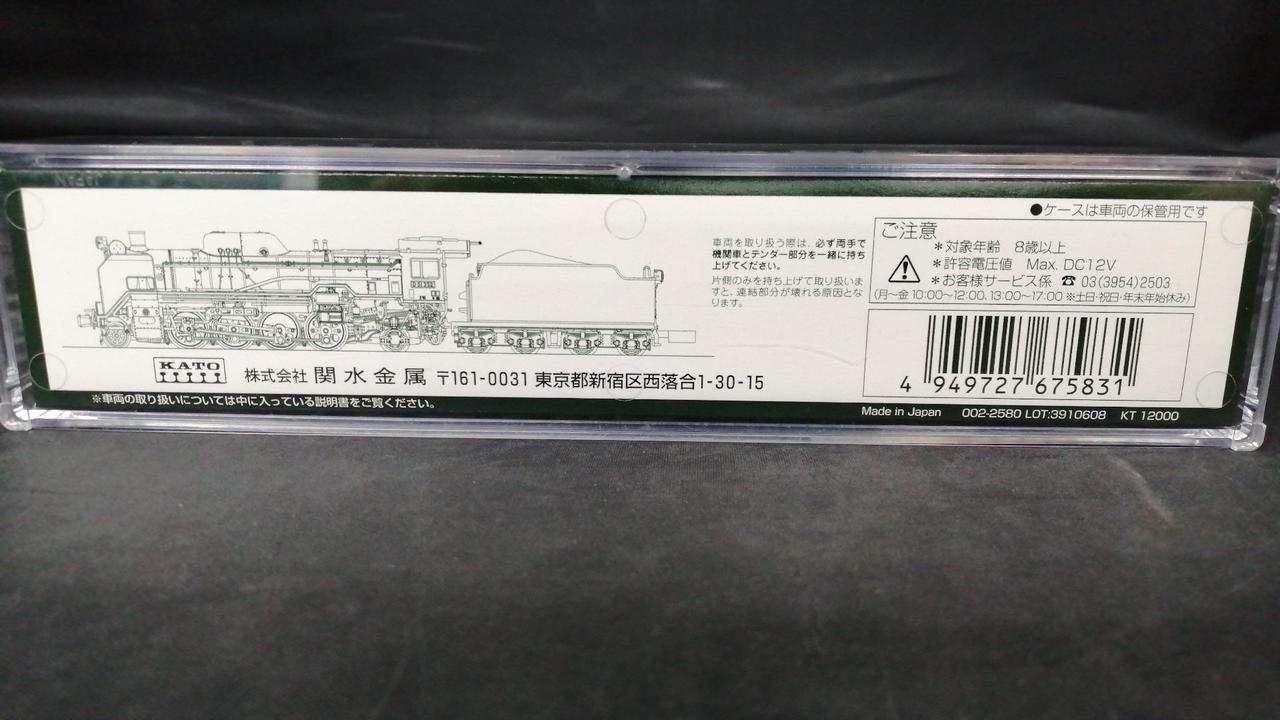 ●ケースは車両の保管用です
車両を取り扱う際は、必ず両手で
機関車とテンダー部分を一緒に持ち
上げてください。
片側のみを持ち上げて取り扱いま
すと、連結部分が壊れる原因とな
ります。
ご注意
＊対象年齢 8歳以上
＊許容電圧値 Max. DC12V
＊お客様サービス係 ☎ 03(3954)2503
(月〜金 10:00〜12:00, 13:00〜17:00 ※土日・祝日・年末年始休み)
KATO
株式会社 関水金属 〒161-0031 東京都新宿区西落合1-30-15
4 949727 675831
※車両の取り扱いについては中に入っている説明書をご覧ください。
Made in Japan 002-2580 LOT:3910608 KT 12000